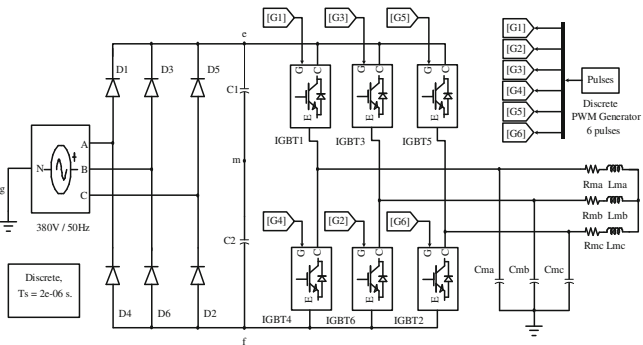 [G1]
[G3]
[G5]
e
D1
D3
D5
C1
G
C
E
G
C
E
G
C
E
IGBT1
IGBT3
IGBT5
[G1]
[G2]
[G3]
[G4]
[G5]
[G6]
Pulses
Discrete
PWM Generator
6 pulses
N
A
B
C
g
380V / 50Hz
m
Rma Lma
Rmb Lmb
Rmc Lmc
[G4]
[G2]
[G6]
C2
G
C
E
G
C
E
G
C
E
Cma
Cmb
Cmc
Discrete,
Ts = 2e-06 s.
D4
D6
D2
IGBT4
IGBT6
IGBT2
f